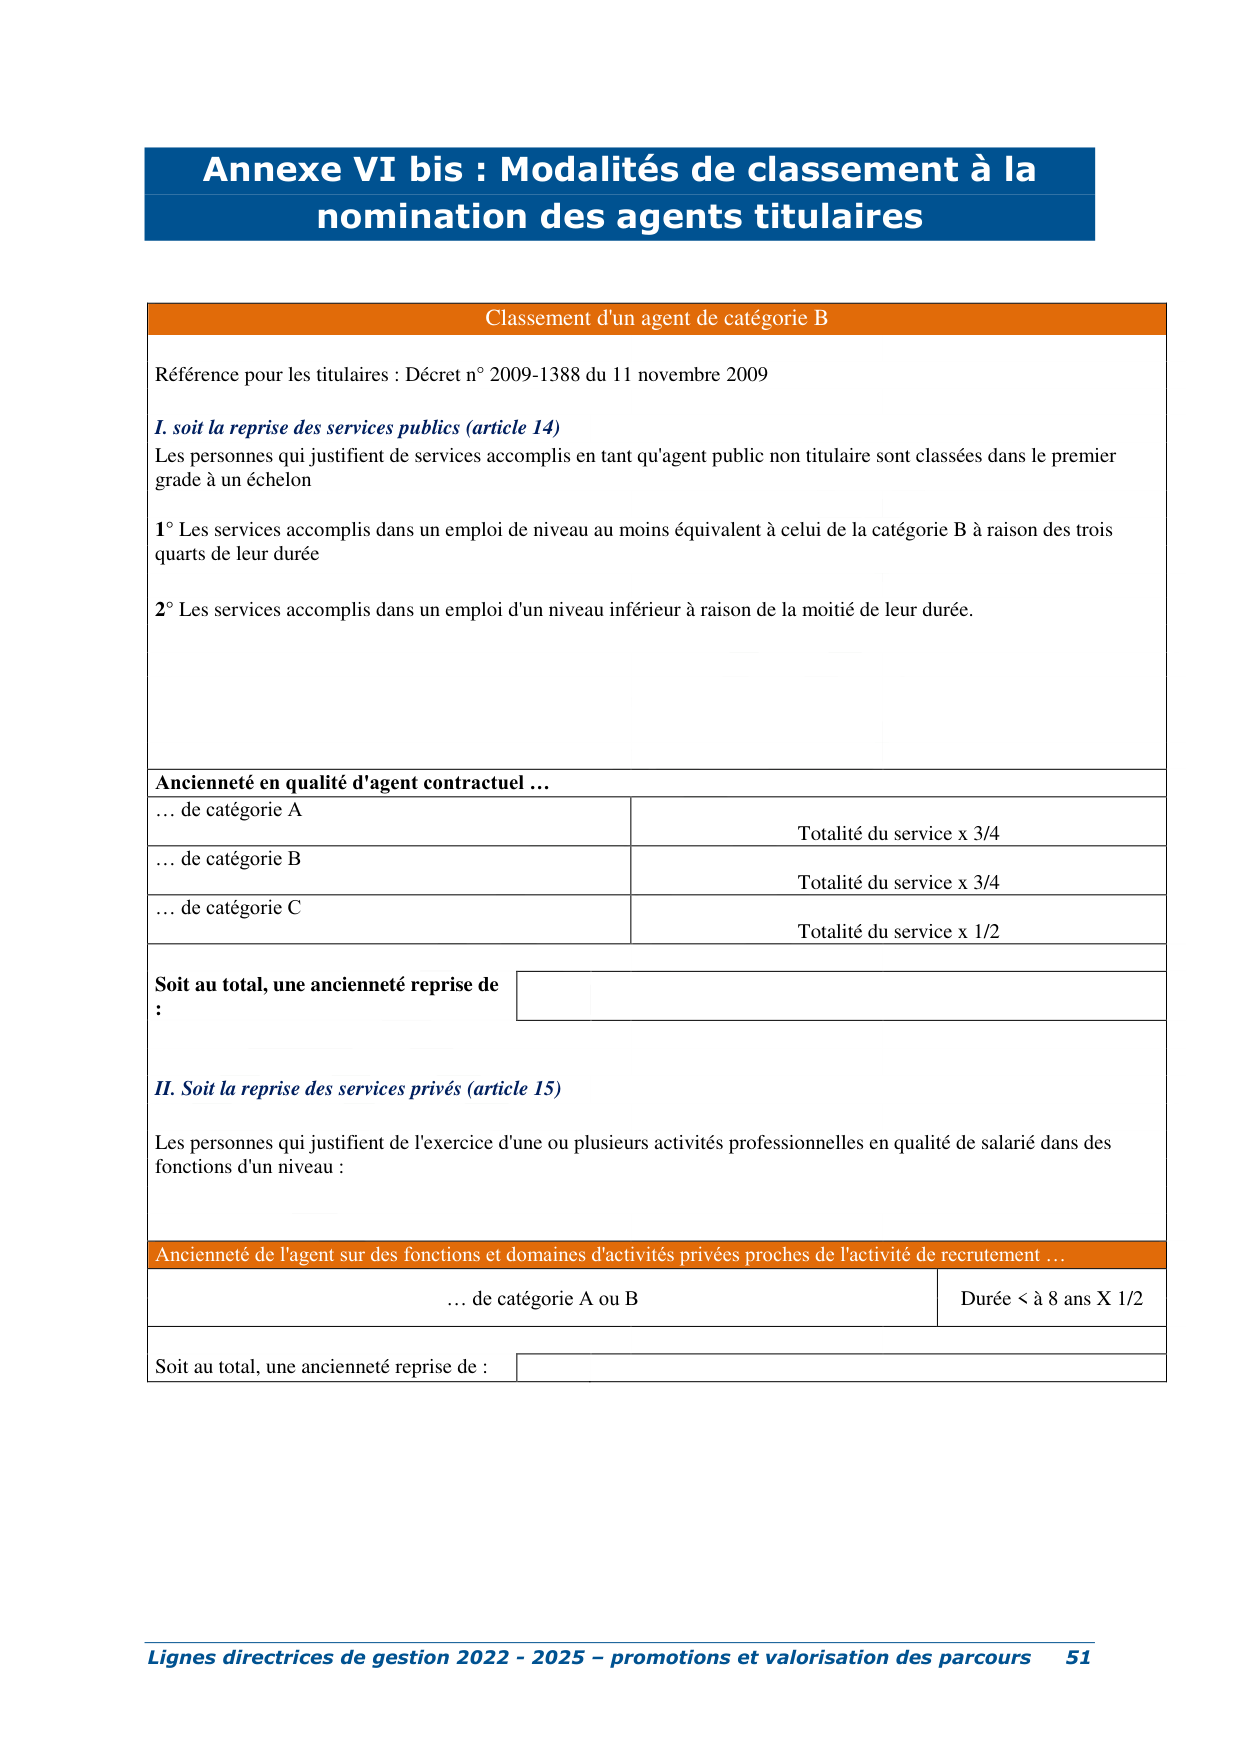 Annexe VI bis : Modalités de classement à la
nomination des agents titulaires
Classement d'un agent de catégorie B
Référence pour les titulaires : Décret n° 2009-1388 du 11 novembre 2009
I. soit la reprise des services publics (article 14)
Les personnes qui justifient de services accomplis en tant qu'agent public non titulaire sont classées dans le premier
grade à un échelon
1° Les services accomplis dans un emploi de niveau au moins équivalent à celui de la catégorie B à raison des trois
quarts de leur durée
2° Les services accomplis dans un emploi d'un niveau inférieur à raison de la moitié de leur durée.
Ancienneté en qualité d'agent contractuel …
… de catégorie A
Totalité du service x 3/4
… de catégorie B
Totalité du service x 3/4
… de catégorie C
Totalité du service x 1/2
Soit au total, une ancienneté reprise de
:
II. Soit la reprise des services privés (article 15)
Les personnes qui justifient de l'exercice d'une ou plusieurs activités professionnelles en qualité de salarié dans des
fonctions d'un niveau :
Ancienneté de l'agent sur des fonctions et domaines d'activités privées proches de l'activité de recrutement …
… de catégorie A ou B
Durée < à 8 ans X 1/2
Soit au total, une ancienneté reprise de :
Lignes directrices de gestion 2022 - 2025 – promotions et valorisation des parcours 51